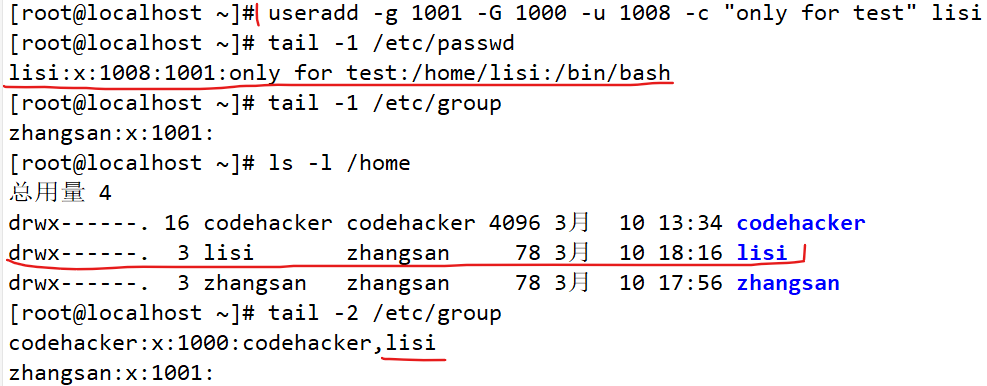 [root@localhost ~]# useradd -g 1001 -G 1000 -u 1008 -c "only for test" lisi
[root@localhost ~]# tail -1 /etc/passwd
lisi:x:1008:1001:only for test:/home/lisi:/bin/bash
[root@localhost ~]# tail -1 /etc/group
zhangsan:x:1001:
[root@localhost ~]# ls -l /home
总用量 4
drwx------. 16 codehacker codehacker 4096 3月  10 13:34 codehacker
drwx------.  3 lisi       zhangsan     78 3月  10 18:16 lisi
drwx------.  3 zhangsan   zhangsan     78 3月  10 17:56 zhangsan
[root@localhost ~]# tail -2 /etc/group
codehacker:x:1000:codehacker,lisi
zhangsan:x:1001: